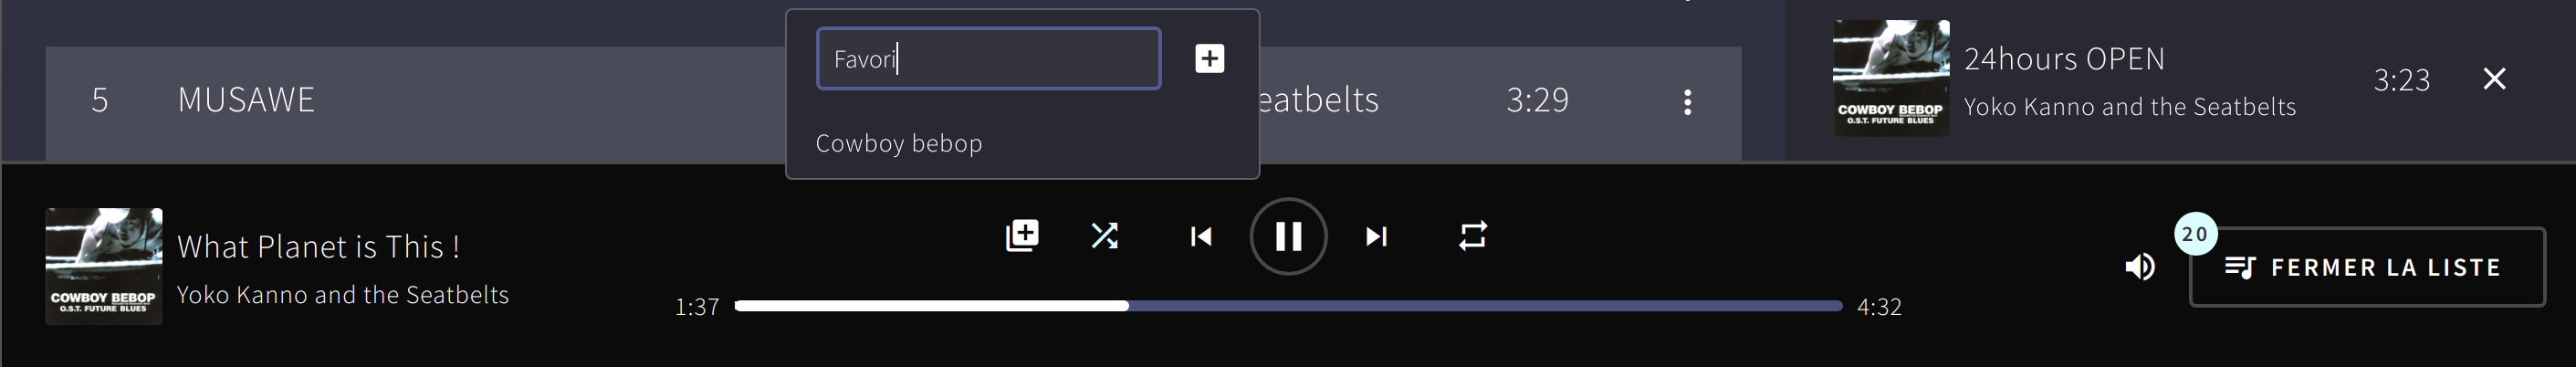 Favori
5 MUSAWE eatbelts 3:29
Cowboy bebop
COWBOY BEBOP
O.S.T. FUTURE BLUES
24hours OPEN
Yoko Kanno and the Seatbelts
3:23
COWBOY BEBOP
O.S.T. FUTURE BLUES
What Planet is This !
Yoko Kanno and the Seatbelts
1:37
4:32
20
FERMER LA LISTE